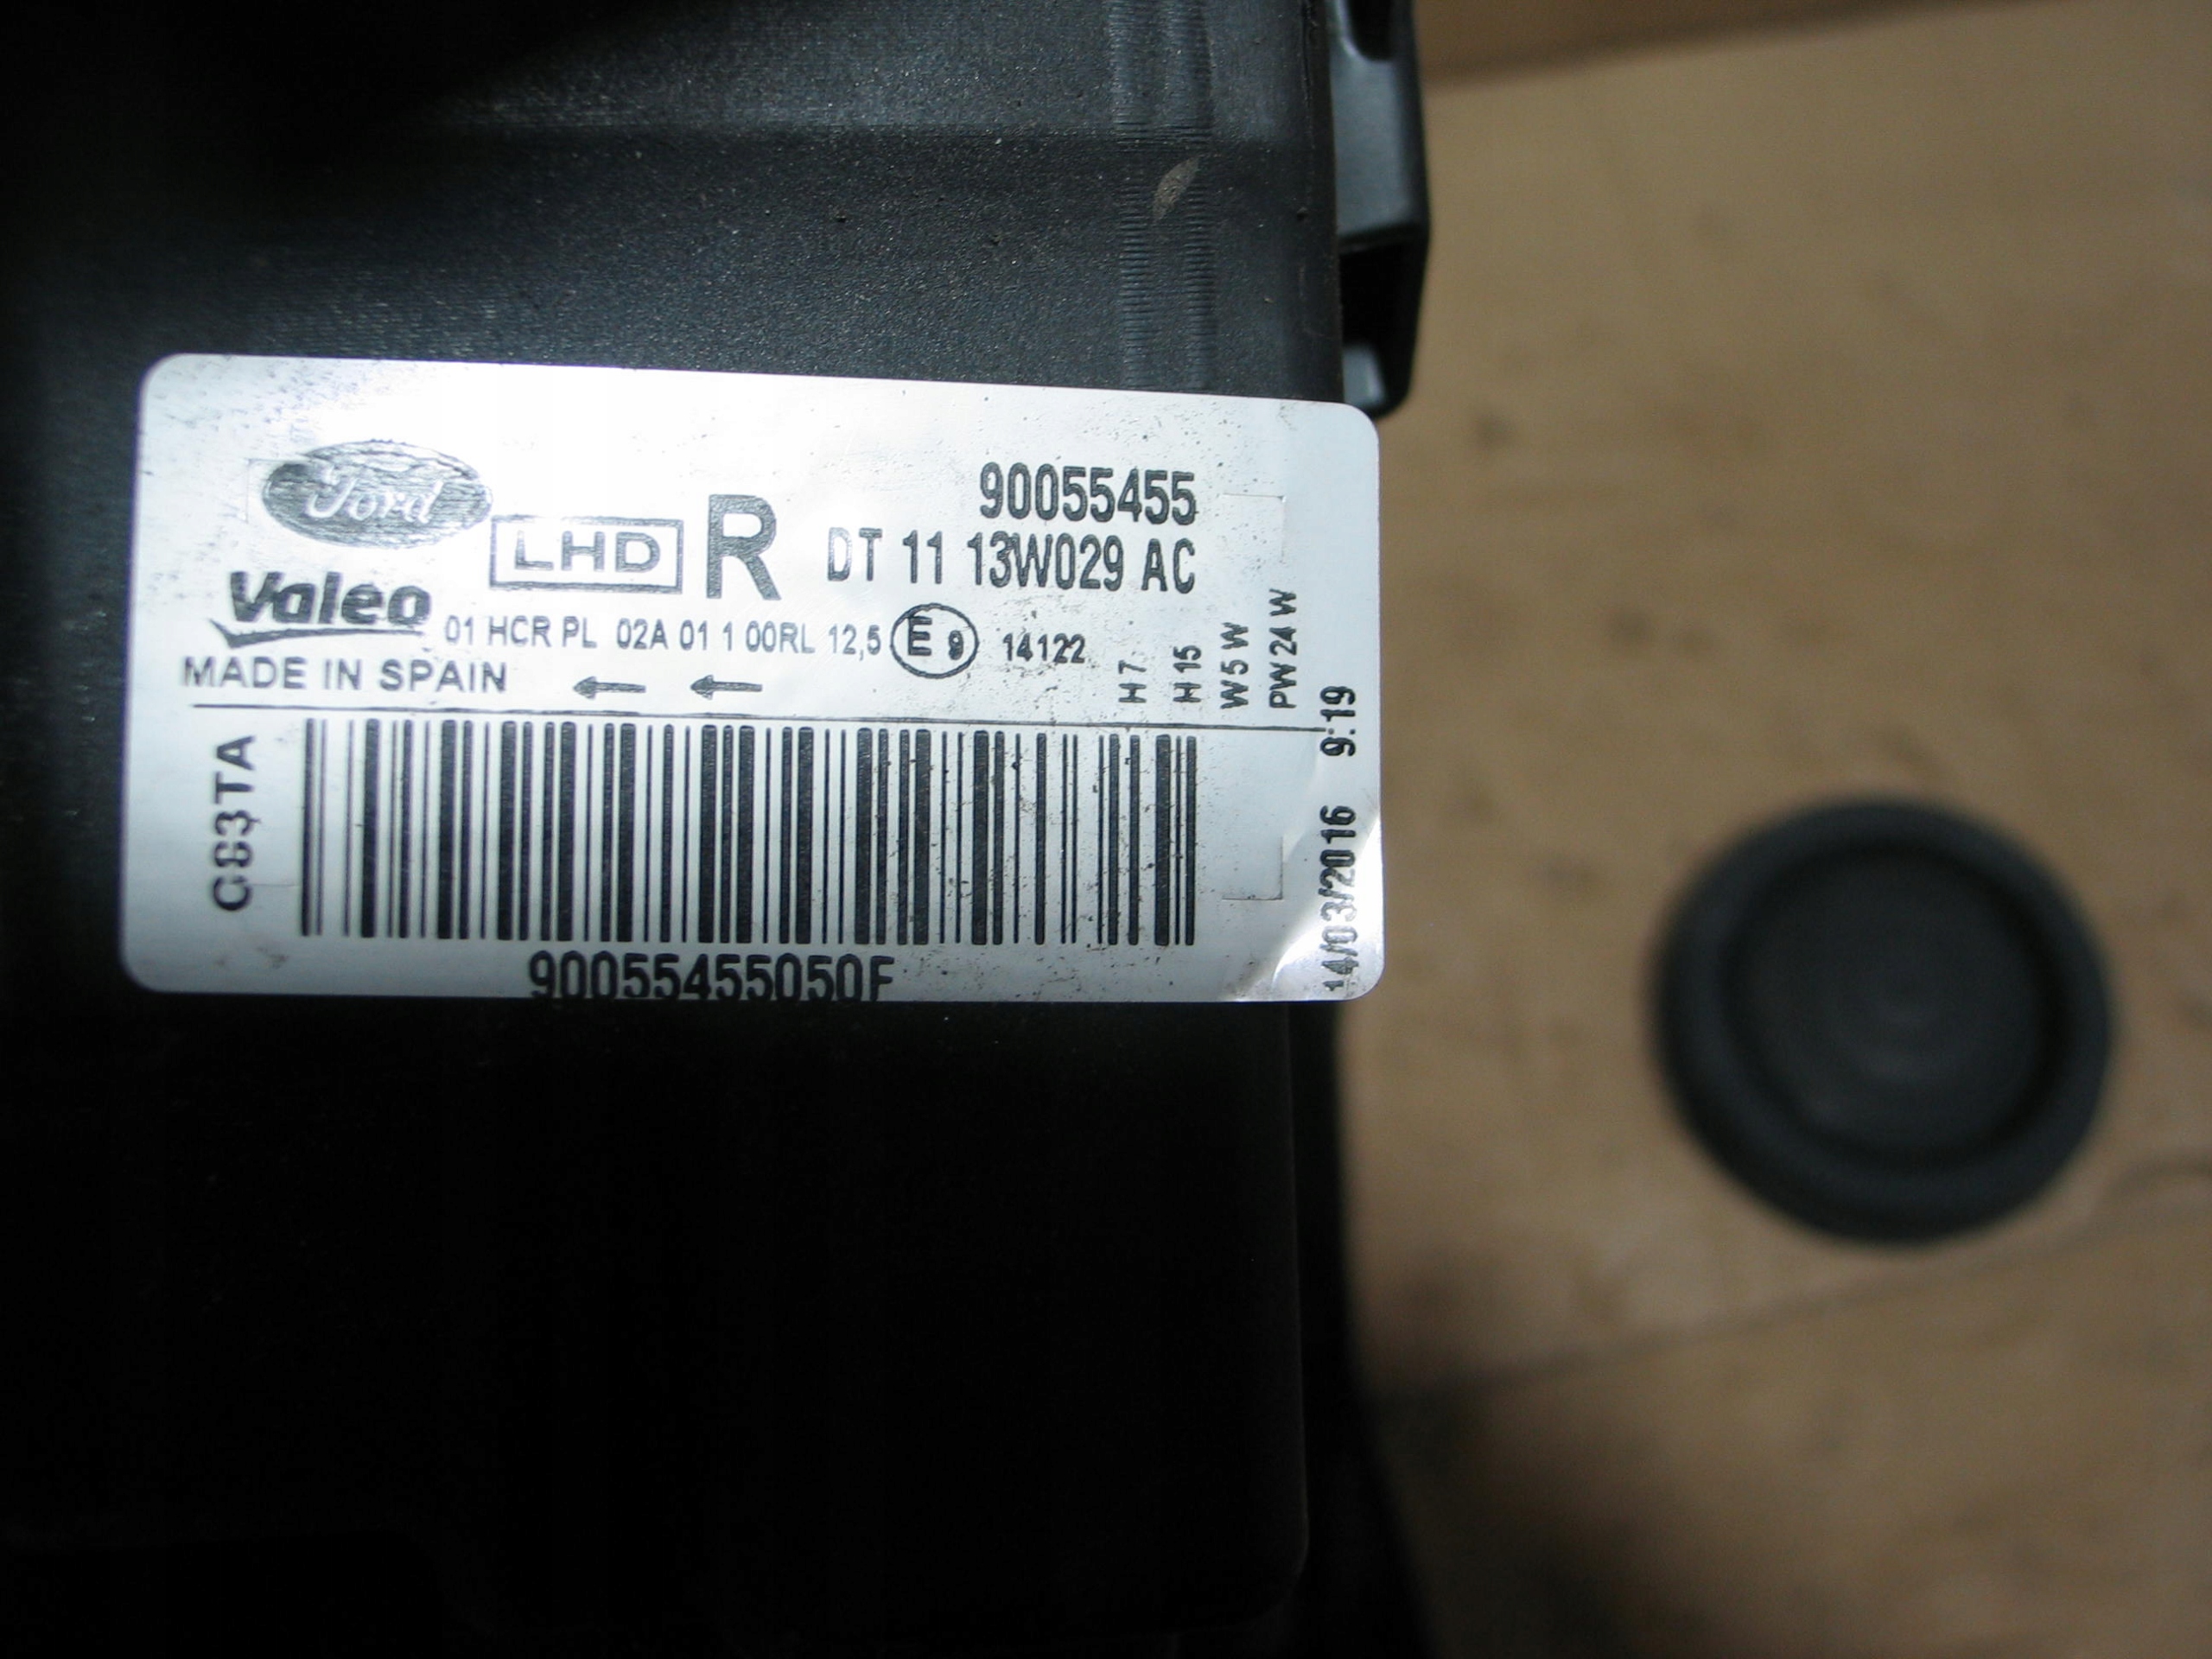 Ford
LHD
R
90055455
DT 11 13W029 AC
Valeo
01 HCR PL 02A 01 1 00RL 12,5 E 9 14122
MADE IN SPAIN ← ←
H7
H15
W5W
PW24W
14/03/2016 9:19
C83TA
90055455050F